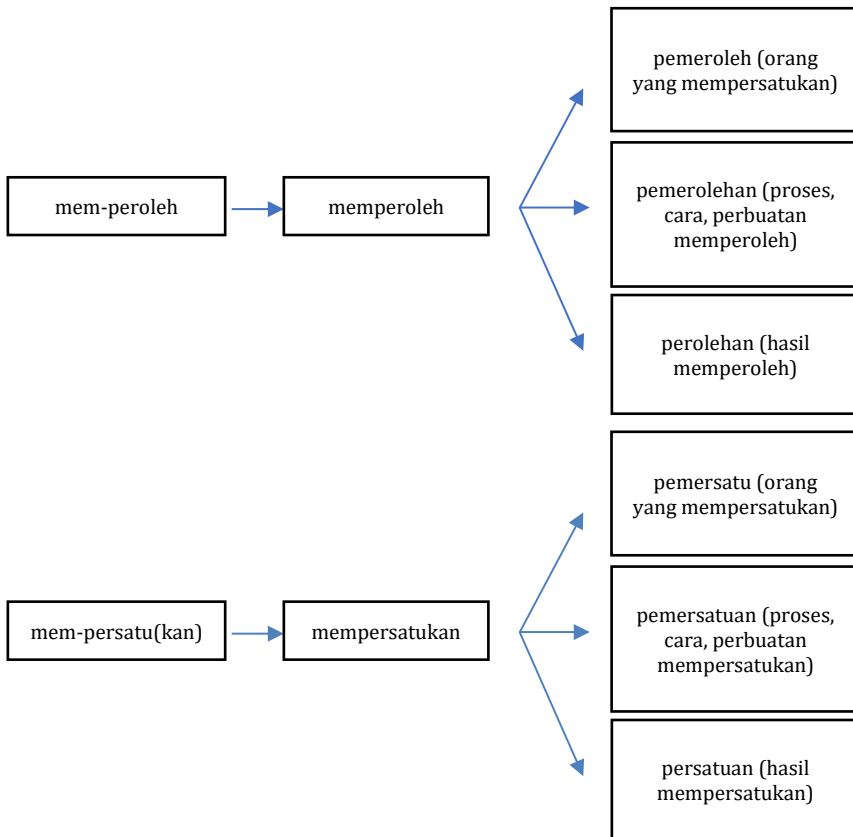 pemeroleh (orang
yang mempersatukan)
mem-peroleh
memperoleh
pemerolehan (proses,
cara, perbuatan
memperoleh)
perolehan (hasil
memperoleh)
pemersatu (orang
yang mempersatukan)
mem-persatu(kan)
mempersatukan
pemersatuan (proses,
cara, perbuatan
mempersatukan)
persatuan (hasil
mempersatukan)